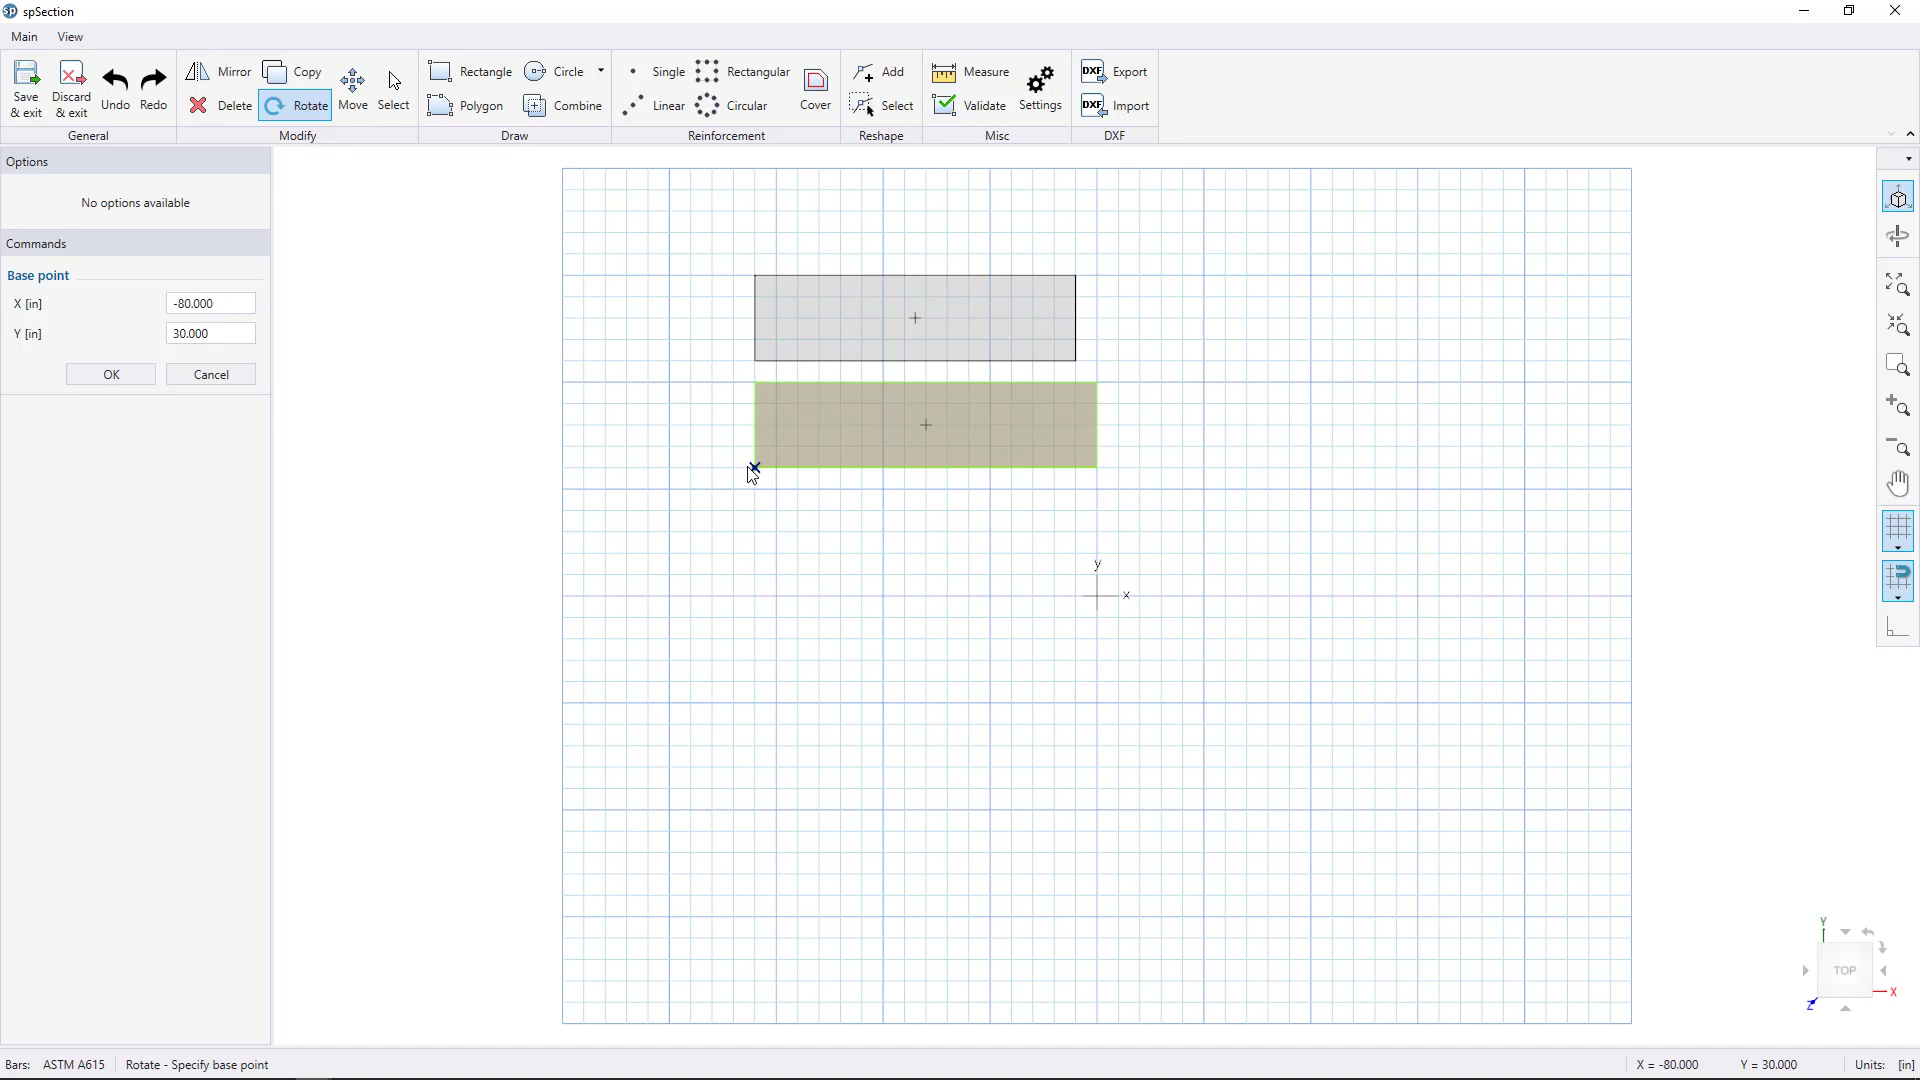 spSection
Main View
Save & exit
Discard & exit
Undo
Redo
General
Mirror
Copy
Delete
Rotate
Move
Select
Modify
Rectangle
Circle
Polygon
Combine
Draw
Single
Rectangular
Linear
Circular
Cover
Reinforcement
Add
Select
Reshape
Measure
Validate
Settings
Misc
DXF Export
DXF Import
DXF
Options
No options available
Commands
Base point
X [in] -80.000
Y [in] 30.000
OK Cancel
y
x
Y
TOP
X
Z
Bars: ASTM A615 Rotate - Specify base point X = -80.000 Y = 30.000 Units: [in]